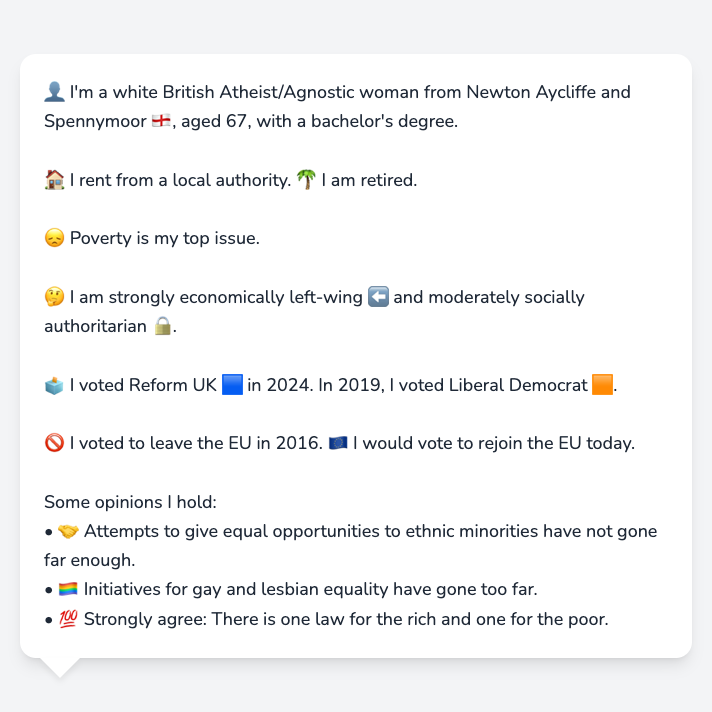 👤 I'm a white British Atheist/Agnostic woman from Newton Aycliffe and
Spennymoor 🏴󠁧󠁢󠁥󠁮󠁧󠁿, aged 67, with a bachelor's degree.
🏠 I rent from a local authority. 🌴 I am retired.
😞 Poverty is my top issue.
🤔 I am strongly economically left-wing ⬅️ and moderately socially
authoritarian 🔒.
🗳️ I voted Reform UK 🟦 in 2024. In 2019, I voted Liberal Democrat 🟧.
🚫 I voted to leave the EU in 2016. 🇪🇺 I would vote to rejoin the EU today.
Some opinions I hold:
• 🤝 Attempts to give equal opportunities to ethnic minorities have not gone
far enough.
• 🏳️‍🌈 Initiatives for gay and lesbian equality have gone too far.
• 💯 Strongly agree: There is one law for the rich and one for the poor.